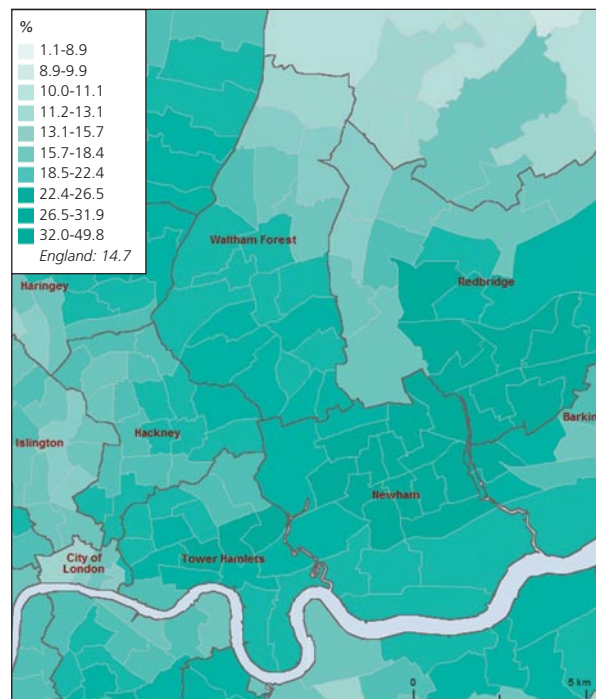 %
1.1-8.9
8.9-9.9
10.0-11.1
11.2-13.1
13.1-15.7
15.7-18.4
18.5-22.4
22.4-26.5
26.5-31.9
32.0-49.8
England: 14.7
Waltham Forest
Haringey
Redbridge
Barkin
Hackney
Islington
Newham
City of
London
Tower Hamlets
0
5 km